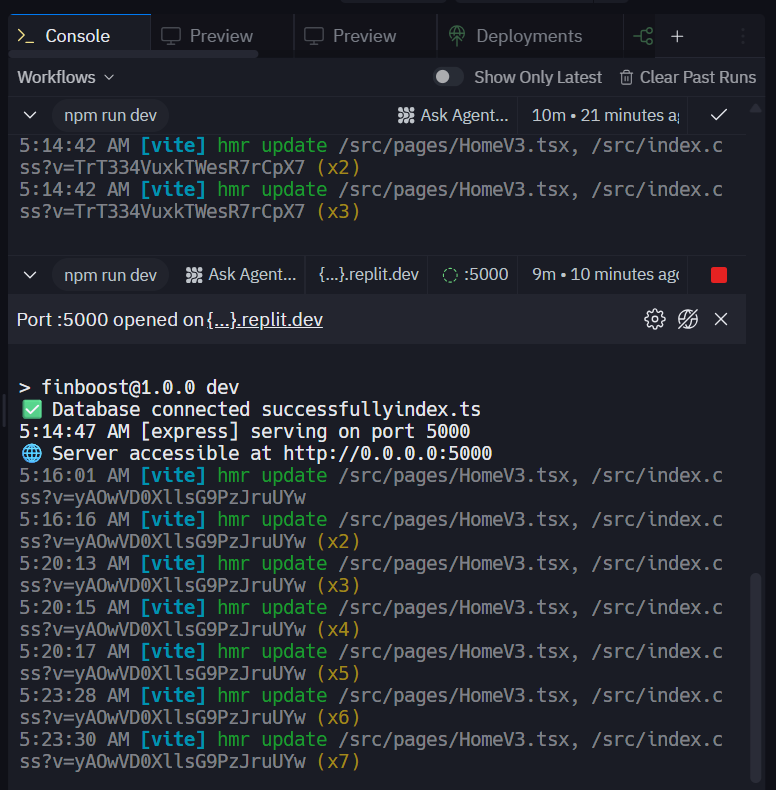 Console Preview Preview Deployments
Workflows Show Only Latest Clear Past Runs
npm run dev Ask Agent... 10m • 21 minutes
5:14:42 AM [vite] hmr update /src/pages/HomeV3.tsx, /src/index.c
ss?v=TrT334VuxkTWesR7rCpX7 (x2)
5:14:42 AM [vite] hmr update /src/pages/HomeV3.tsx, /src/index.c
ss?v=TrT334VuxkTWesR7rCpX7 (x3)
npm run dev Ask Agent... {...}.replit.dev :5000 9m • 10 minutes ago
Port :5000 opened on {...}.replit.dev
> finboost@1.0.0 dev
✅ Database connected successfullyindex.ts
5:14:47 AM [express] serving on port 5000
🌐 Server accessible at http://0.0.0.0:5000
5:16:01 AM [vite] hmr update /src/pages/HomeV3.tsx, /src/index.c
ss?v=yAOwVD0XllsG9PzJruUYw
5:16:16 AM [vite] hmr update /src/pages/HomeV3.tsx, /src/index.c
ss?v=yAOwVD0XllsG9PzJruUYw (x2)
5:20:13 AM [vite] hmr update /src/pages/HomeV3.tsx, /src/index.c
ss?v=yAOwVD0XllsG9PzJruUYw (x3)
5:20:15 AM [vite] hmr update /src/pages/HomeV3.tsx, /src/index.c
ss?v=yAOwVD0XllsG9PzJruUYw (x4)
5:20:17 AM [vite] hmr update /src/pages/HomeV3.tsx, /src/index.c
ss?v=yAOwVD0XllsG9PzJruUYw (x5)
5:23:28 AM [vite] hmr update /src/pages/HomeV3.tsx, /src/index.c
ss?v=yAOwVD0XllsG9PzJruUYw (x6)
5:23:30 AM [vite] hmr update /src/pages/HomeV3.tsx, /src/index.c
ss?v=yAOwVD0XllsG9PzJruUYw (x7)